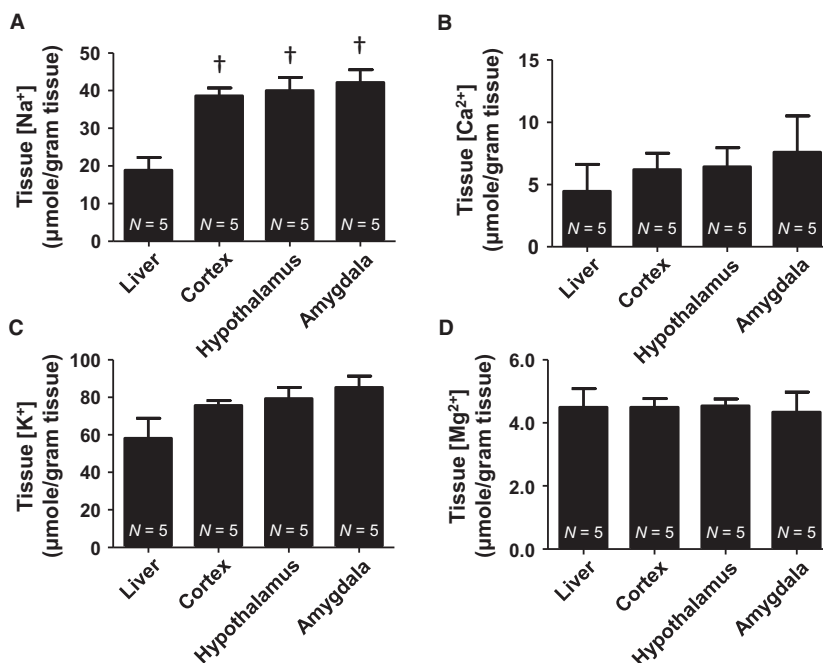 A
Tissue [Na⁺]
(µmole/gram tissue)
50
40
30
20
10
0
† † †
N = 5 N = 5 N = 5 N = 5
Liver Cortex Hypothalamus Amygdala
B
Tissue [Ca²⁺]
(µmole/gram tissue)
15
10
5
0
N = 5 N = 5 N = 5 N = 5
Liver Cortex Hypothalamus Amygdala
C
Tissue [K⁺]
(µmole/gram tissue)
100
80
60
40
20
0
N = 5 N = 5 N = 5 N = 5
Liver Cortex Hypothalamus Amygdala
D
Tissue [Mg²⁺]
(µmole/gram tissue)
6.0
4.0
2.0
0.0
N = 5 N = 5 N = 5 N = 5
Liver Cortex Hypothalamus Amygdala